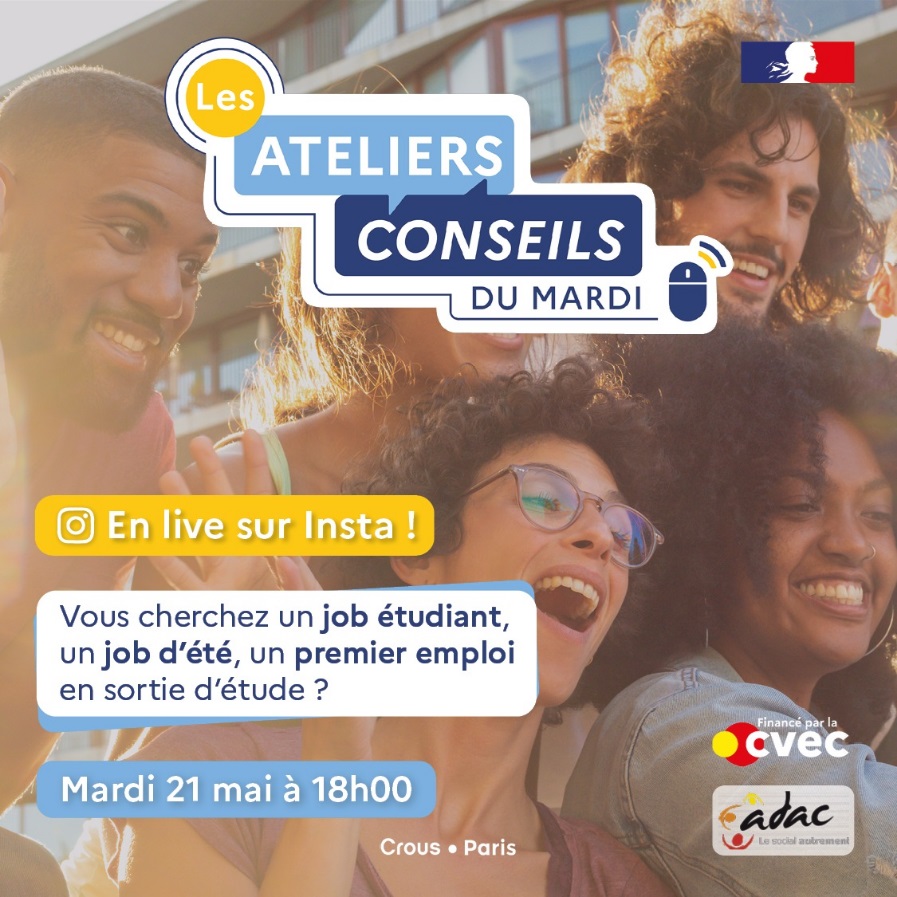 Les
ATELIERS
CONSEILS
DU MARDI
En live sur Insta !
Vous cherchez un job étudiant,
un job d'été, un premier emploi
en sortie d'étude ?
Mardi 21 mai à 18h00
Financé par la
cvec
adac
Le social autrement
Crous • Paris